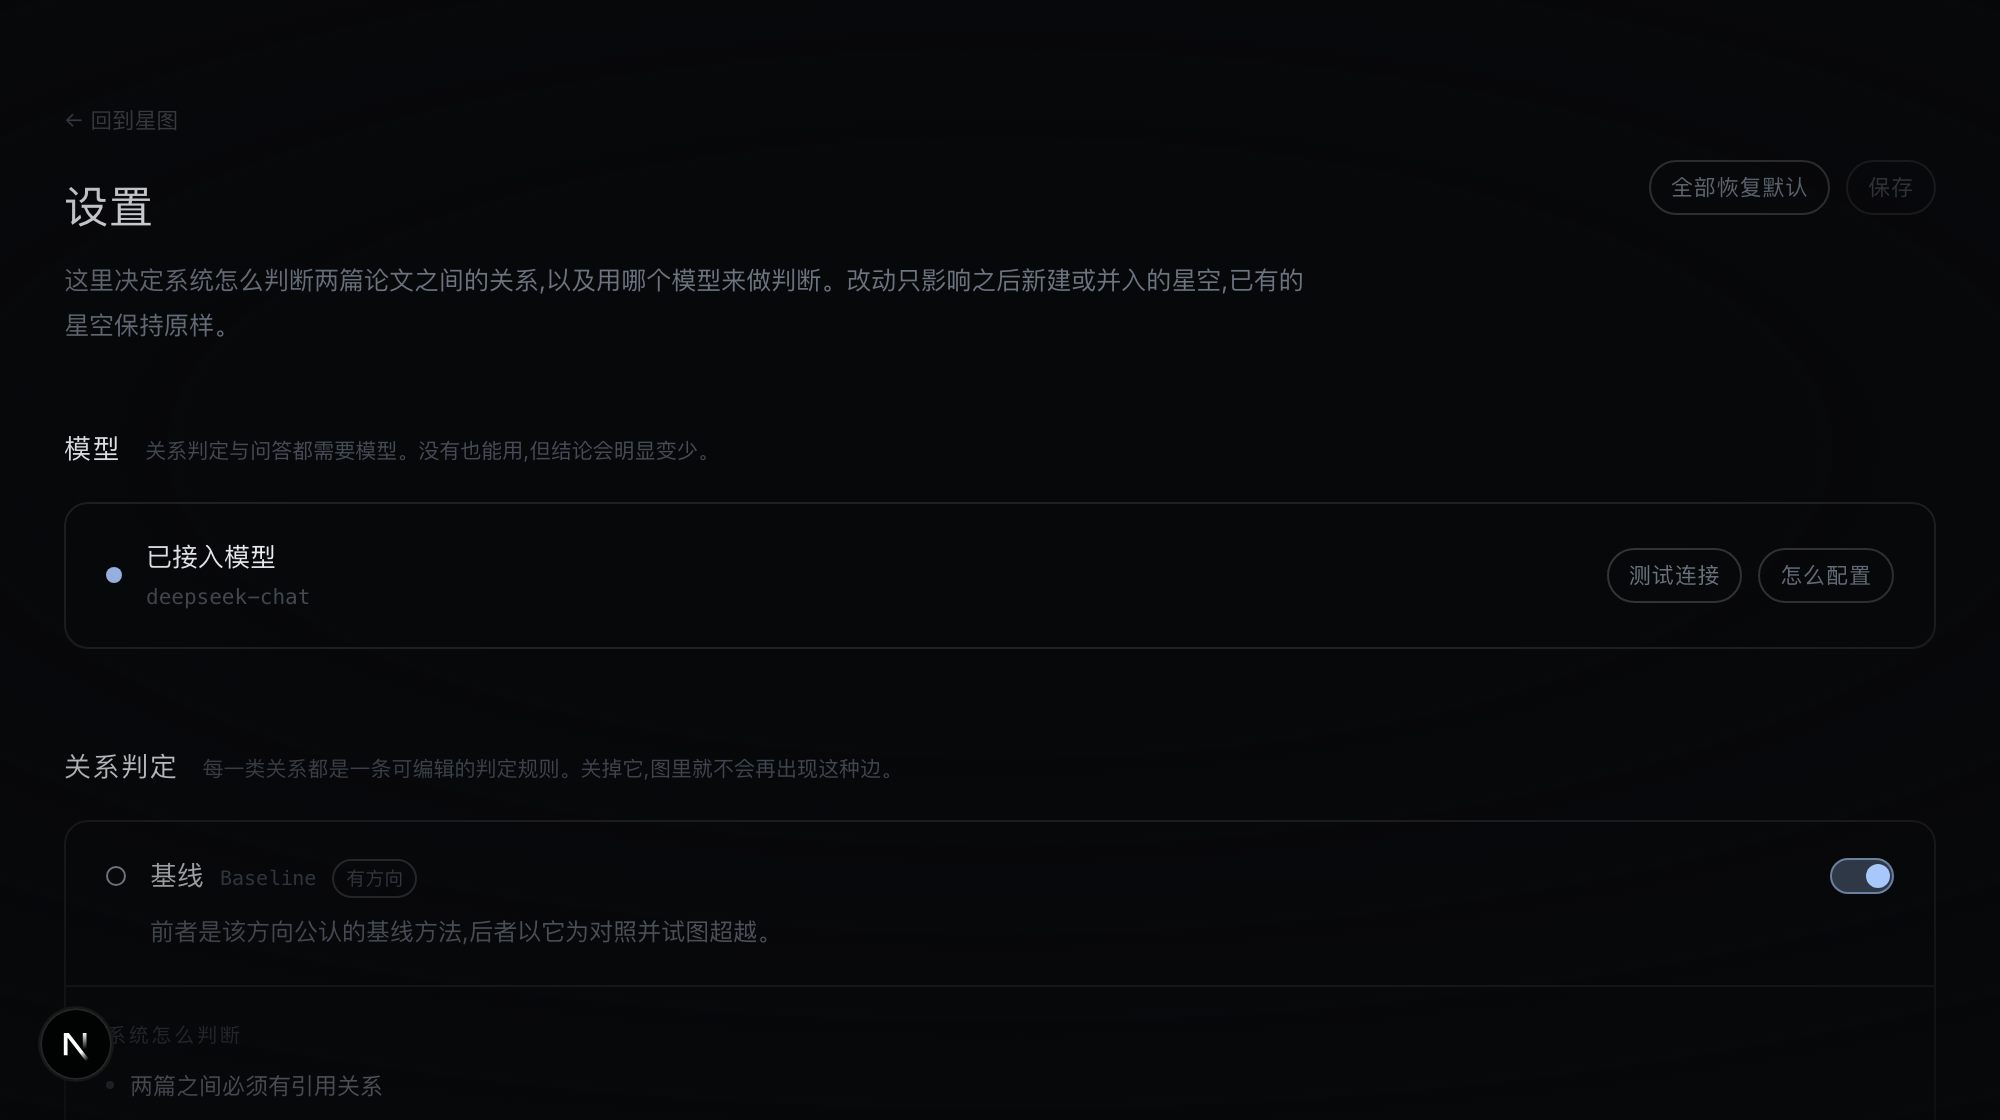 ← 回到星图
设置
全部恢复默认
保存
这里决定系统怎么判断两篇论文之间的关系,以及用哪个模型来做判断。改动只影响之后新建或并入的星空,已有的
星空保持原样。
模型 关系判定与问答都需要模型。没有也能用,但结论会明显变少。
已接入模型
deepseek-chat
测试连接
怎么配置
关系判定 每一类关系都是一条可编辑的判定规则。关掉它,图里就不会再出现这种边。
基线 Baseline 有方向
前者是该方向公认的基线方法,后者以它为对照并试图超越。
系统怎么判断
两篇之间必须有引用关系
N